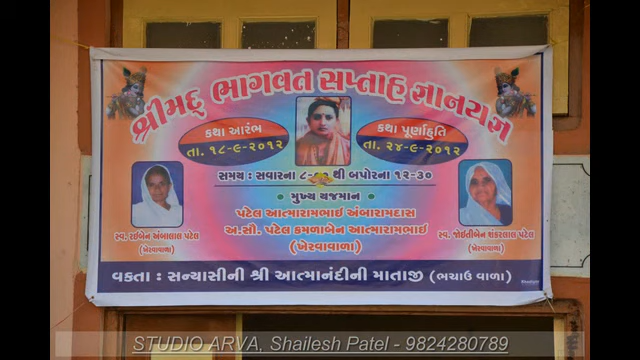 શ્રીમદ્ ભાગવત સપ્તાહ જ્ઞાનયજ્ઞ
કથા આરંભ
તા. ૧૮-૯-૨૦૧૨
કથા પૂર્ણાહુતિ
તા. ૨૪-૯-૨૦૧૨
સમય : સવારના ૮-૩૦ થી બપોરના ૧૨-૩૦
મુખ્ય યજમાન
પટેલ આત્મારામભાઈ અંબારામદાસ
અ.સૌ. પટેલ કમળાબેન આત્મારામભાઈ
(ખેરવાવાળા)
સ્વ. રઈબેન અંબાલાલ પટેલ
(ખેરવાવાળા)
સ્વ. જોઈતીબેન શંકરલાલ પટેલ
(ખેરવાવાળા)
વક્તા : સન્યાસીની શ્રી આત્માનંદીની માતાજી (ભચાઉ વાળા)
STUDIO ARVA, Shailesh Patel - 9824280789